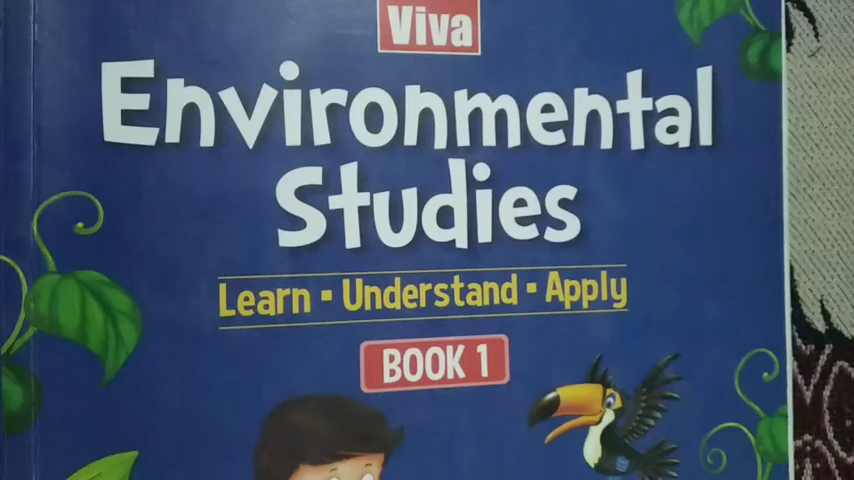 Viva
Environmental
Studies
Learn ▪ Understand ▪ Apply
BOOK 1